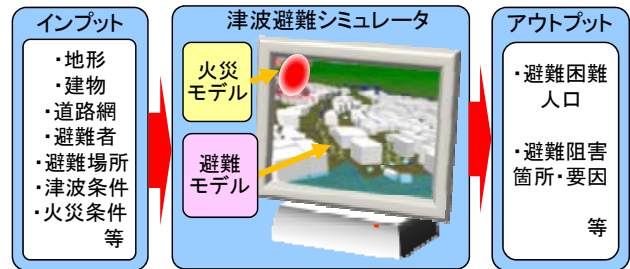 インプット
・地形
・建物
・道路網
・避難者
・避難場所
・津波条件
・火災条件
等
津波避難シミュレータ
火災
モデル
避難
モデル
アウトプット
・避難困難
人口
・避難阻害
箇所・要因
等